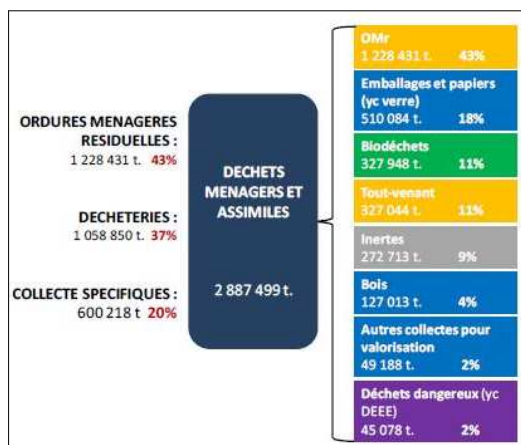 ORDURES MENAGERES
RESIDUELLES :
1 228 431 t. 43%
DECHETERIES :
1 058 850 t. 37%
COLLECTE SPECIFIQUES :
600 218 t 20%
DECHETS
MENAGERS ET
ASSIMILES
2 887 499 t.
OMr
1 228 431 t. 43%
Emballages et papiers
(yc verre)
510 084 t. 18%
Biodéchets
327 948 t. 11%
Tout-venant
327 044 t. 11%
Inertes
272 713 t. 9%
Bois
127 013 t. 4%
Autres collectes pour
valorisation
49 188 t. 2%
Déchets dangereux (yc
DEEE)
45 078 t. 2%